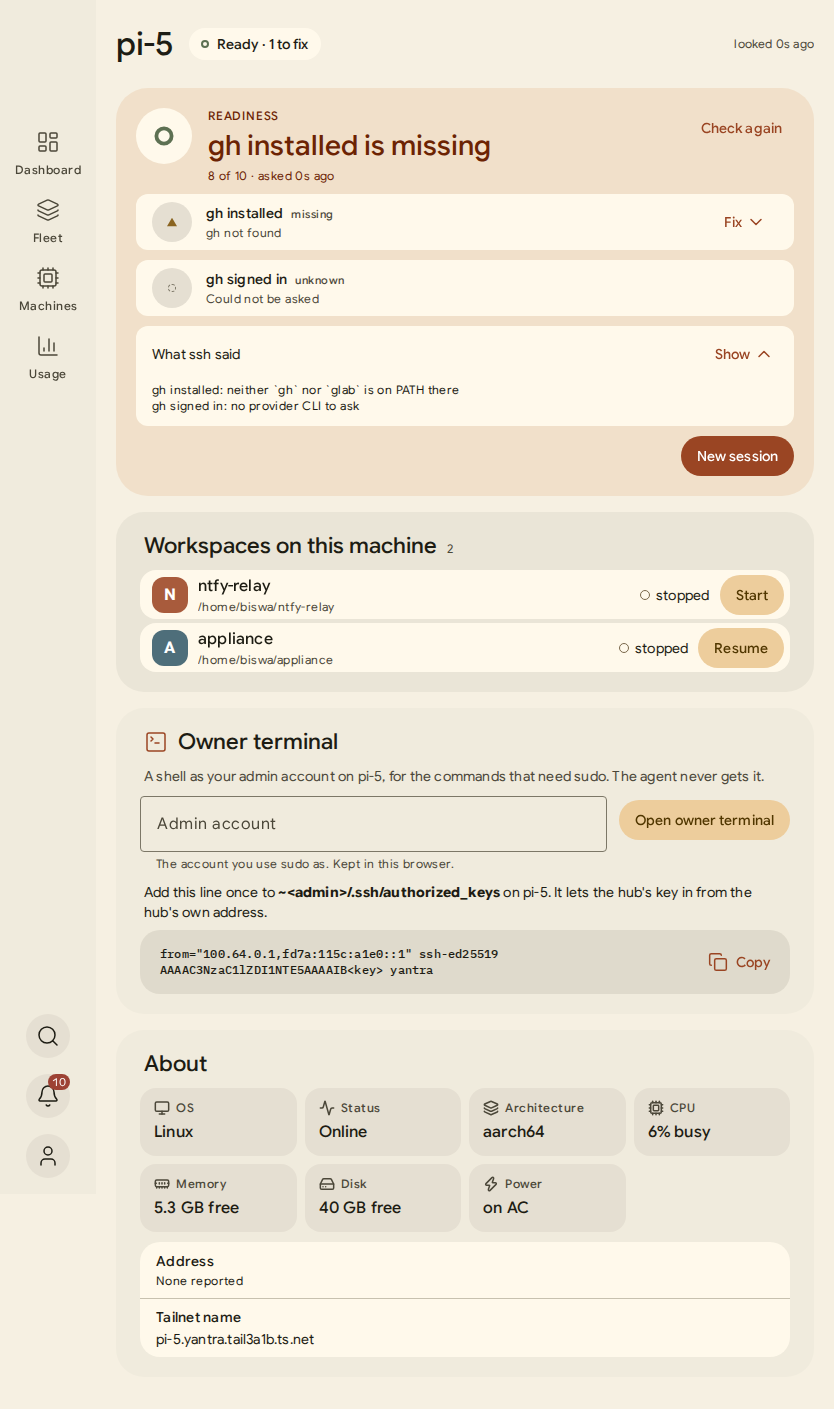 pi-5
Ready · 1 to fix
looked 0s ago
Dashboard
Fleet
Machines
Usage
10
READINESS
gh installed is missing
8 of 10 · asked 0s ago
Check again
gh installed missing
gh not found
Fix
gh signed in unknown
Could not be asked
What ssh said
Show
gh installed: neither `gh` nor `glab` is on PATH there
gh signed in: no provider CLI to ask
New session
Workspaces on this machine 2
N
ntfy-relay
/home/biswa/ntfy-relay
stopped
Start
A
appliance
/home/biswa/appliance
stopped
Resume
Owner terminal
A shell as your admin account on pi-5, for the commands that need sudo. The agent never gets it.
Admin account
Open owner terminal
The account you use sudo as. Kept in this browser.
Add this line once to ~<admin>/.ssh/authorized_keys on pi-5. It lets the hub's key in from the
hub's own address.
from="100.64.0.1,fd7a:115c:a1e0::1" ssh-ed25519
AAAAC3NzaC1lZDI1NTE5AAAAIB<key> yantra
Copy
About
OS
Linux
Status
Online
Architecture
aarch64
CPU
6% busy
Memory
5.3 GB free
Disk
40 GB free
Power
on AC
Address
None reported
Tailnet name
pi-5.yantra.tail3a1b.ts.net